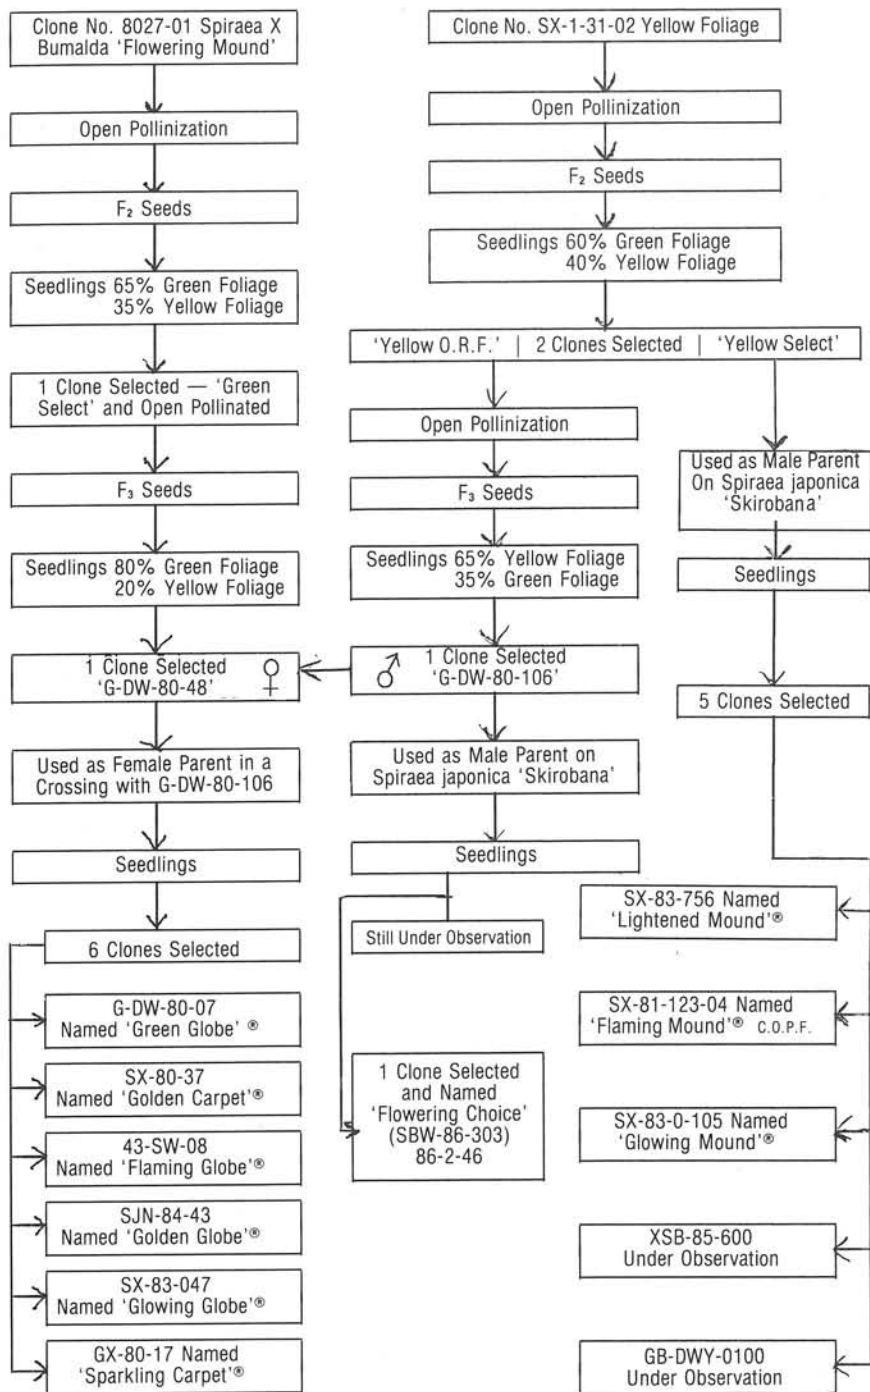 Clone No. 8027-01 Spiraea X
Bumalda 'Flowering Mound'
Open Pollinization
F₂ Seeds
Seedlings 65% Green Foliage
35% Yellow Foliage
1 Clone Selected — 'Green
Select' and Open Pollinated
F₃ Seeds
Seedlings 80% Green Foliage
20% Yellow Foliage
1 Clone Selected ♀
'G-DW-80-48'
Used as Female Parent in a
Crossing with G-DW-80-106
Seedlings
6 Clones Selected
G-DW-80-07
Named 'Green Globe' ®
SX-80-37
Named 'Golden Carpet'®
43-SW-08
Named 'Flaming Globe'®
SJN-84-43
Named 'Golden Globe'®
SX-83-047
Named 'Glowing Globe'®
GX-80-17 Named
'Sparkling Carpet'®
Clone No. SX-1-31-02 Yellow Foliage
Open Pollinization
F₂ Seeds
Seedlings 60% Green Foliage
40% Yellow Foliage
'Yellow O.R.F.' | 2 Clones Selected | 'Yellow Select'
Open Pollinization
F₃ Seeds
Seedlings 65% Yellow Foliage
35% Green Foliage
♂ 1 Clone Selected
'G-DW-80-106'
Used as Male Parent on
Spiraea japonica 'Skirobana'
Seedlings
Still Under Observation
1 Clone Selected
and Named
'Flowering Choice'
(SBW-86-303)
86-2-46
Used as Male Parent
On Spiraea japonica
'Skirobana'
Seedlings
5 Clones Selected
SX-83-756 Named
'Lightened Mound'®
SX-81-123-04 Named
'Flaming Mound'® C.O.P.F.
SX-83-0-105 Named
'Glowing Mound'®
XSB-85-600
Under Observation
GB-DWY-0100
Under Observation